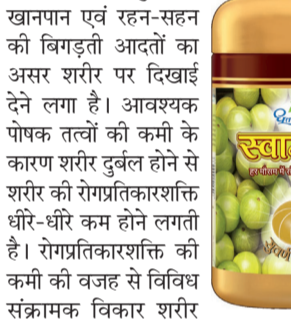 खानपान एवं रहन-सहन
की बिगड़ती आदतों का
असर शरीर पर दिखाई
देने लगा है। आवश्यक
पोषक तत्वों की कमी के
कारण शरीर दुर्बल होने से
शरीर की रोगप्रतिकारशक्ति
धीरे-धीरे कम होने लगती
है। रोगप्रतिकारशक्ति की
कमी की वजह से विविध
संक्रामक विकार शरीर